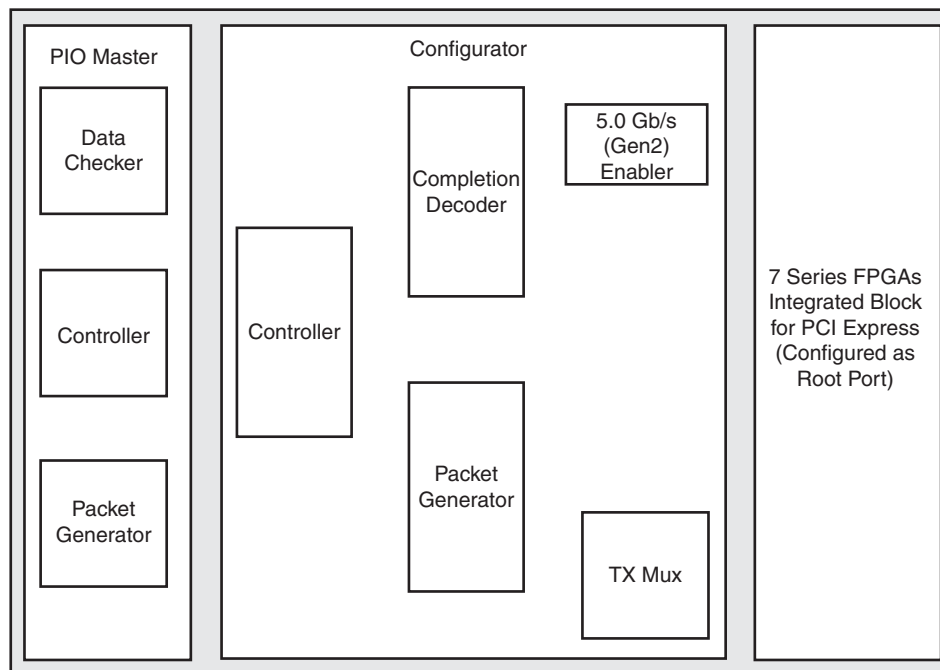 PIO Master
Data
Checker
Controller
Packet
Generator
Configurator
Controller
Completion
Decoder
Packet
Generator
5.0 Gb/s
(Gen2)
Enabler
TX Mux
7 Series FPGAs
Integrated Block
for PCI Express
(Configured as
Root Port)